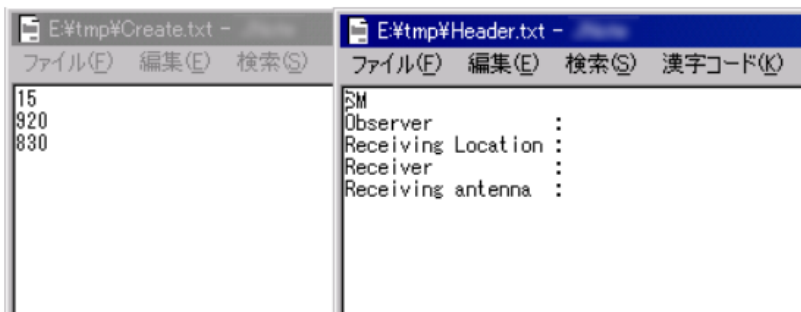 E:¥tmp¥Create.txt -
ファイル(F) 編集(E) 検索(S)
15
920
830
E:¥tmp¥Header.txt -
ファイル(F) 編集(E) 検索(S) 漢字コード(K)
SM
Observer :
Receiving Location :
Receiver :
Receiving antenna :